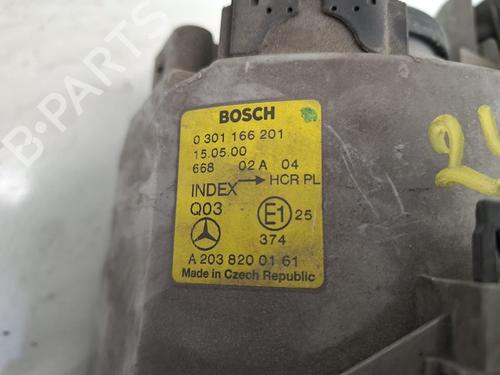 BOSCH
0 301 166 201
15.05.00
668 02 A 04
INDEX → HCR PL
Q03 E1 25
374
A 203 820 01 61
Made in Czech Republic
B-PARTS